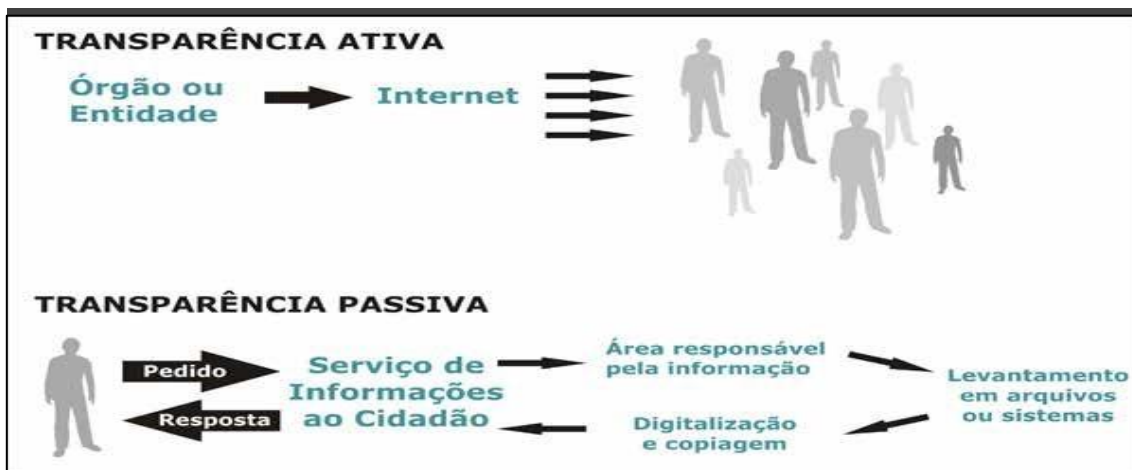 TRANSPARÊNCIA ATIVA
Órgão ou
Entidade
Internet
TRANSPARÊNCIA PASSIVA
Pedido
Resposta
Serviço de
Informações
ao Cidadão
Área responsável
pela informação
Levantamento
em arquivos
ou sistemas
Digitalização
e copiagem